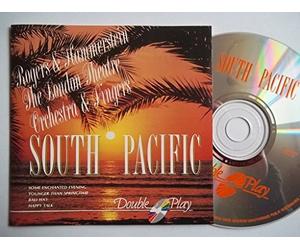 Rogers & Hammerstein
The London Theatre
Orchestra & Singers
SOUTH PACIFIC
SOME ENCHANTED EVENING
YOUNGER THAN SPRINGTIME
BALI HA'I
HAPPY TALK
Double Play
SOUTH PACIFIC
Double Play